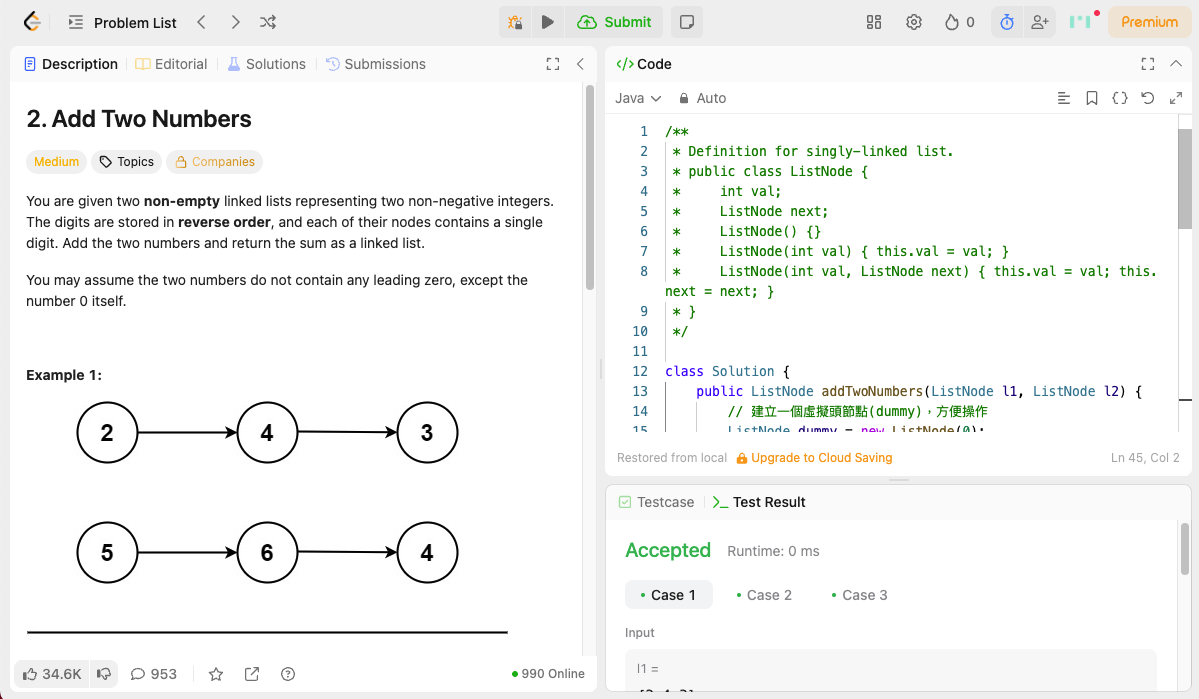 Problem List
Submit
0
Premium
Description
Editorial
Solutions
Submissions
2. Add Two Numbers
Medium
Topics
Companies
You are given two non-empty linked lists representing two non-negative integers.
The digits are stored in reverse order, and each of their nodes contains a single
digit. Add the two numbers and return the sum as a linked list.
You may assume the two numbers do not contain any leading zero, except the
number 0 itself.
Example 1:
2 4 3
5 6 4
34.6K
953
990 Online
</> Code
Java
Auto
1 /**
2 * Definition for singly-linked list.
3 * public class ListNode {
4 *     int val;
5 *     ListNode next;
6 *     ListNode() {}
7 *     ListNode(int val) { this.val = val; }
8 *     ListNode(int val, ListNode next) { this.val = val; this.
next = next; }
9 * }
10 */
11
12 class Solution {
13     public ListNode addTwoNumbers(ListNode l1, ListNode l2) {
14         // 建立一個虛擬頭節點(dummy)，方便操作
15         ListNode dummy = new ListNode(0);
Restored from local
Upgrade to Cloud Saving
Ln 45, Col 2
Testcase
Test Result
Accepted
Runtime: 0 ms
Case 1
Case 2
Case 3
Input
l1 =